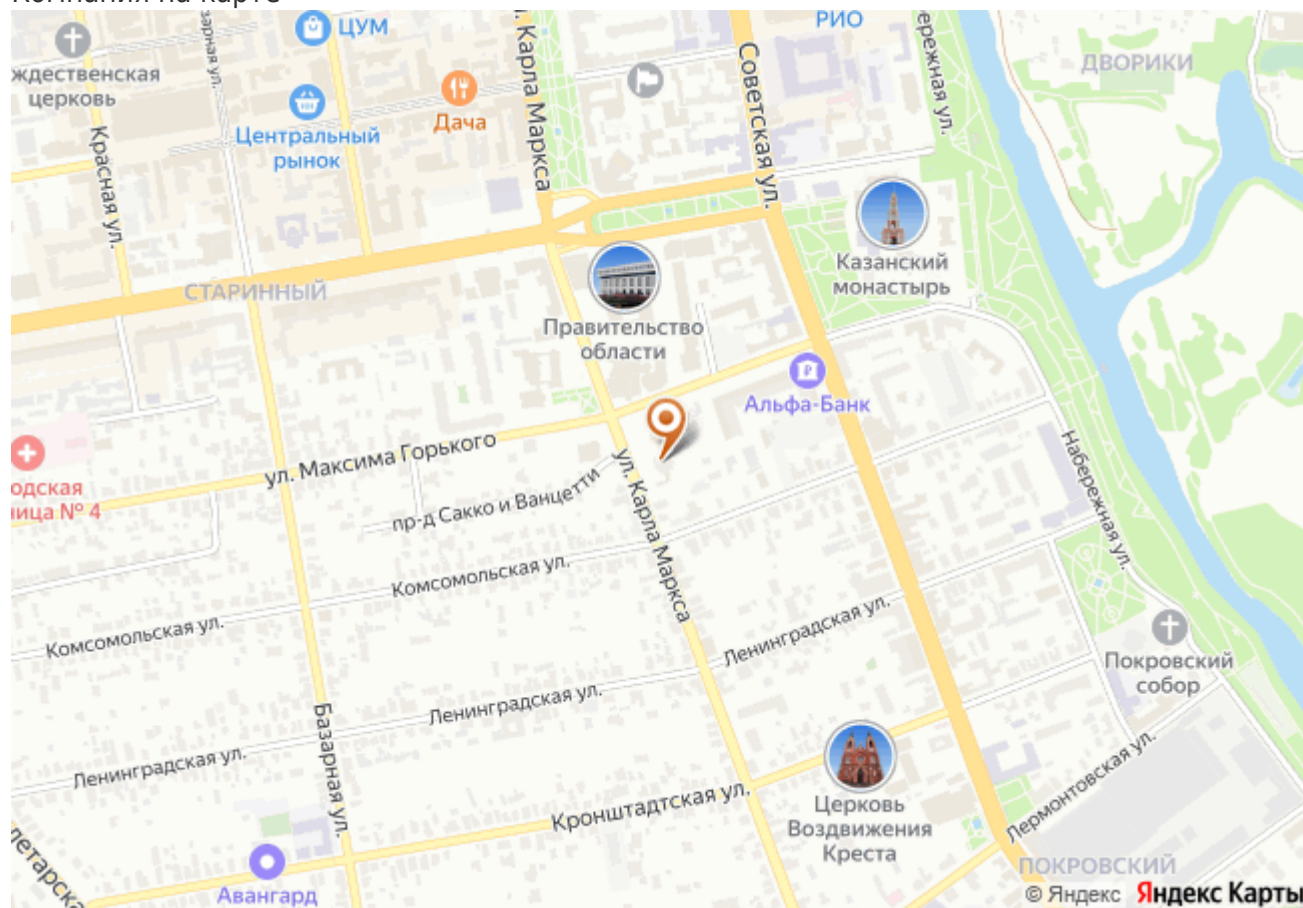 ЦУМ
РИО
ДВОРИКИ
ждественская
церковь
Базарная ул.
ул. Карла Маркса
Советская ул.
Центральный
рынок
Дача
Красная ул.
Казанский
монастырь
СТАРИННЫЙ
Правительство
области
Альфа-Банк
ул. Максима Горького
пр-д Сакко и Ванцетти
ул. Карла Маркса
Набережная ул.
одская
ница № 4
Комсомольская ул.
Комсомольская ул.
Ленинградская ул.
Покровский
собор
Ленинградская ул.
Базарная ул.
Ленинградская ул.
Лермонтовская ул.
Кронштадтская ул.
Церковь
Воздвижения
Креста
ПОКРОВСКИЙ
Авангард
© Яндекс Яндекс Карты